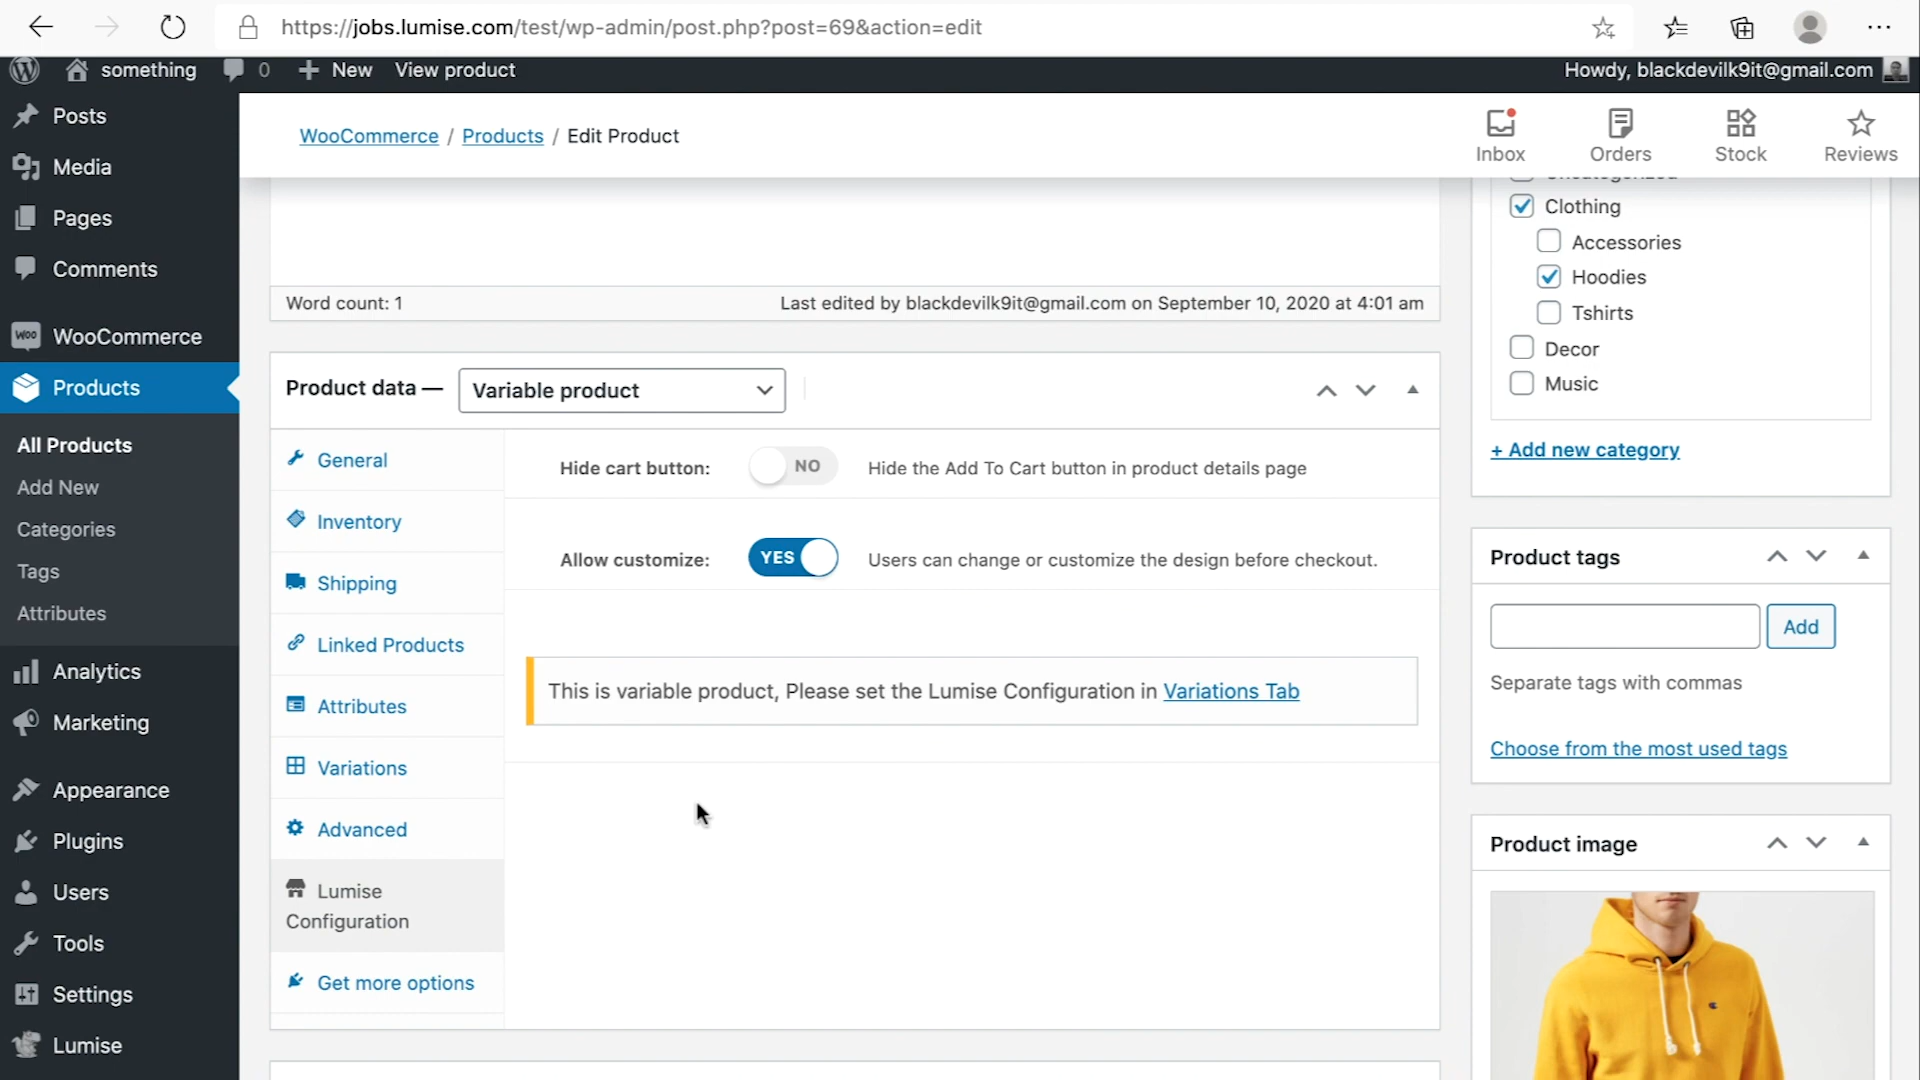 https://jobs.lumise.com/test/wp-admin/post.php?post=69&action=edit
something 0 + New View product Howdy, blackdevilk9it@gmail.com
Posts
Media
Pages
Comments
WooCommerce
Products
All Products
Add New
Categories
Tags
Attributes
Analytics
Marketing
Appearance
Plugins
Users
Tools
Settings
Lumise
WooCommerce / Products / Edit Product
Inbox Orders Stock Reviews
Word count: 1 Last edited by blackdevilk9it@gmail.com on September 10, 2020 at 4:01 am
Product data — Variable product
General
Inventory
Shipping
Linked Products
Attributes
Variations
Advanced
Lumise
Configuration
Get more options
Hide cart button: NO Hide the Add To Cart button in product details page
Allow customize: YES Users can change or customize the design before checkout.
This is variable product, Please set the Lumise Configuration in Variations Tab
Uncategorized
Clothing
Accessories
Hoodies
Tshirts
Decor
Music
+ Add new category
Product tags
Add
Separate tags with commas
Choose from the most used tags
Product image